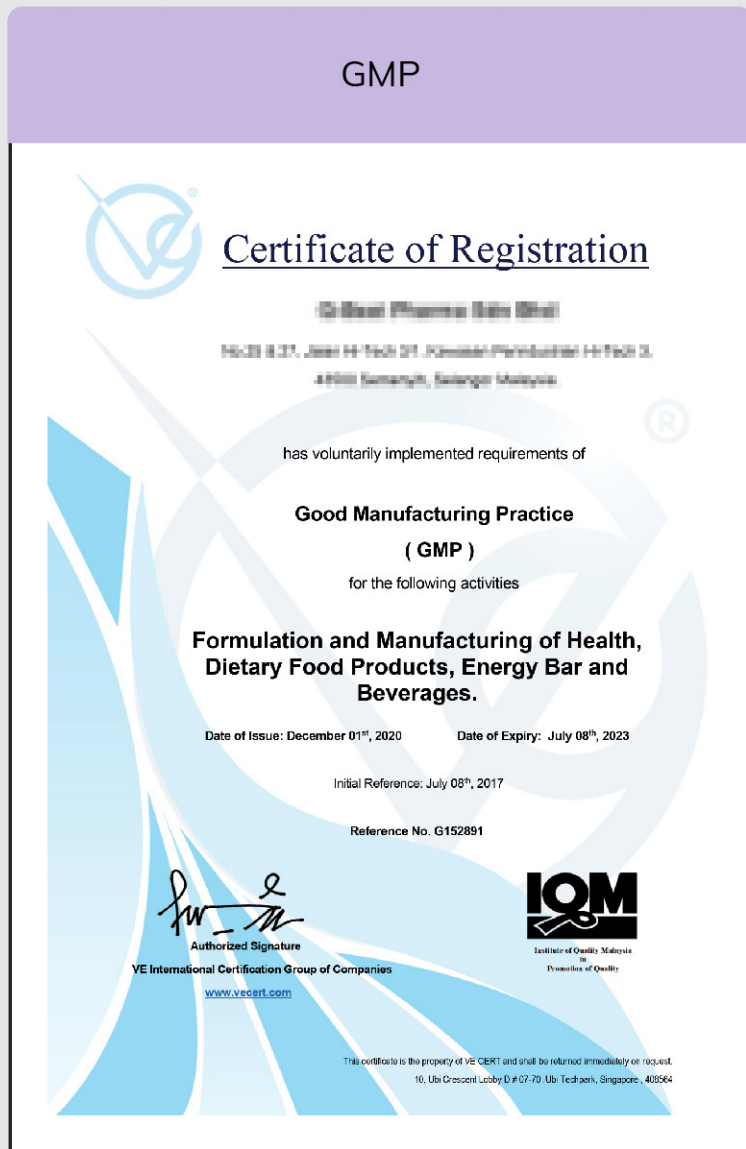 GMP
VE
®
Certificate of Registration
has voluntarily implemented requirements of
®
Good Manufacturing Practice
( GMP )
for the following activities
Formulation and Manufacturing of Health,
Dietary Food Products, Energy Bar and
Beverages.
Date of Issue: December 01st, 2020 Date of Expiry: July 08th, 2023
Initial Reference: July 08th, 2017
Reference No. G152891
IQM
Authorized Signature
Institute of Quality Malaysia
in
Promotion of Quality
VE International Certification Group of Companies
www.vecert.com
This certificate is the property of VE CERT and shall be returned immediately on request.
10, Ubi Crescent Lobby D # 07-70 .Ubi Techpark, Singapore , 408564